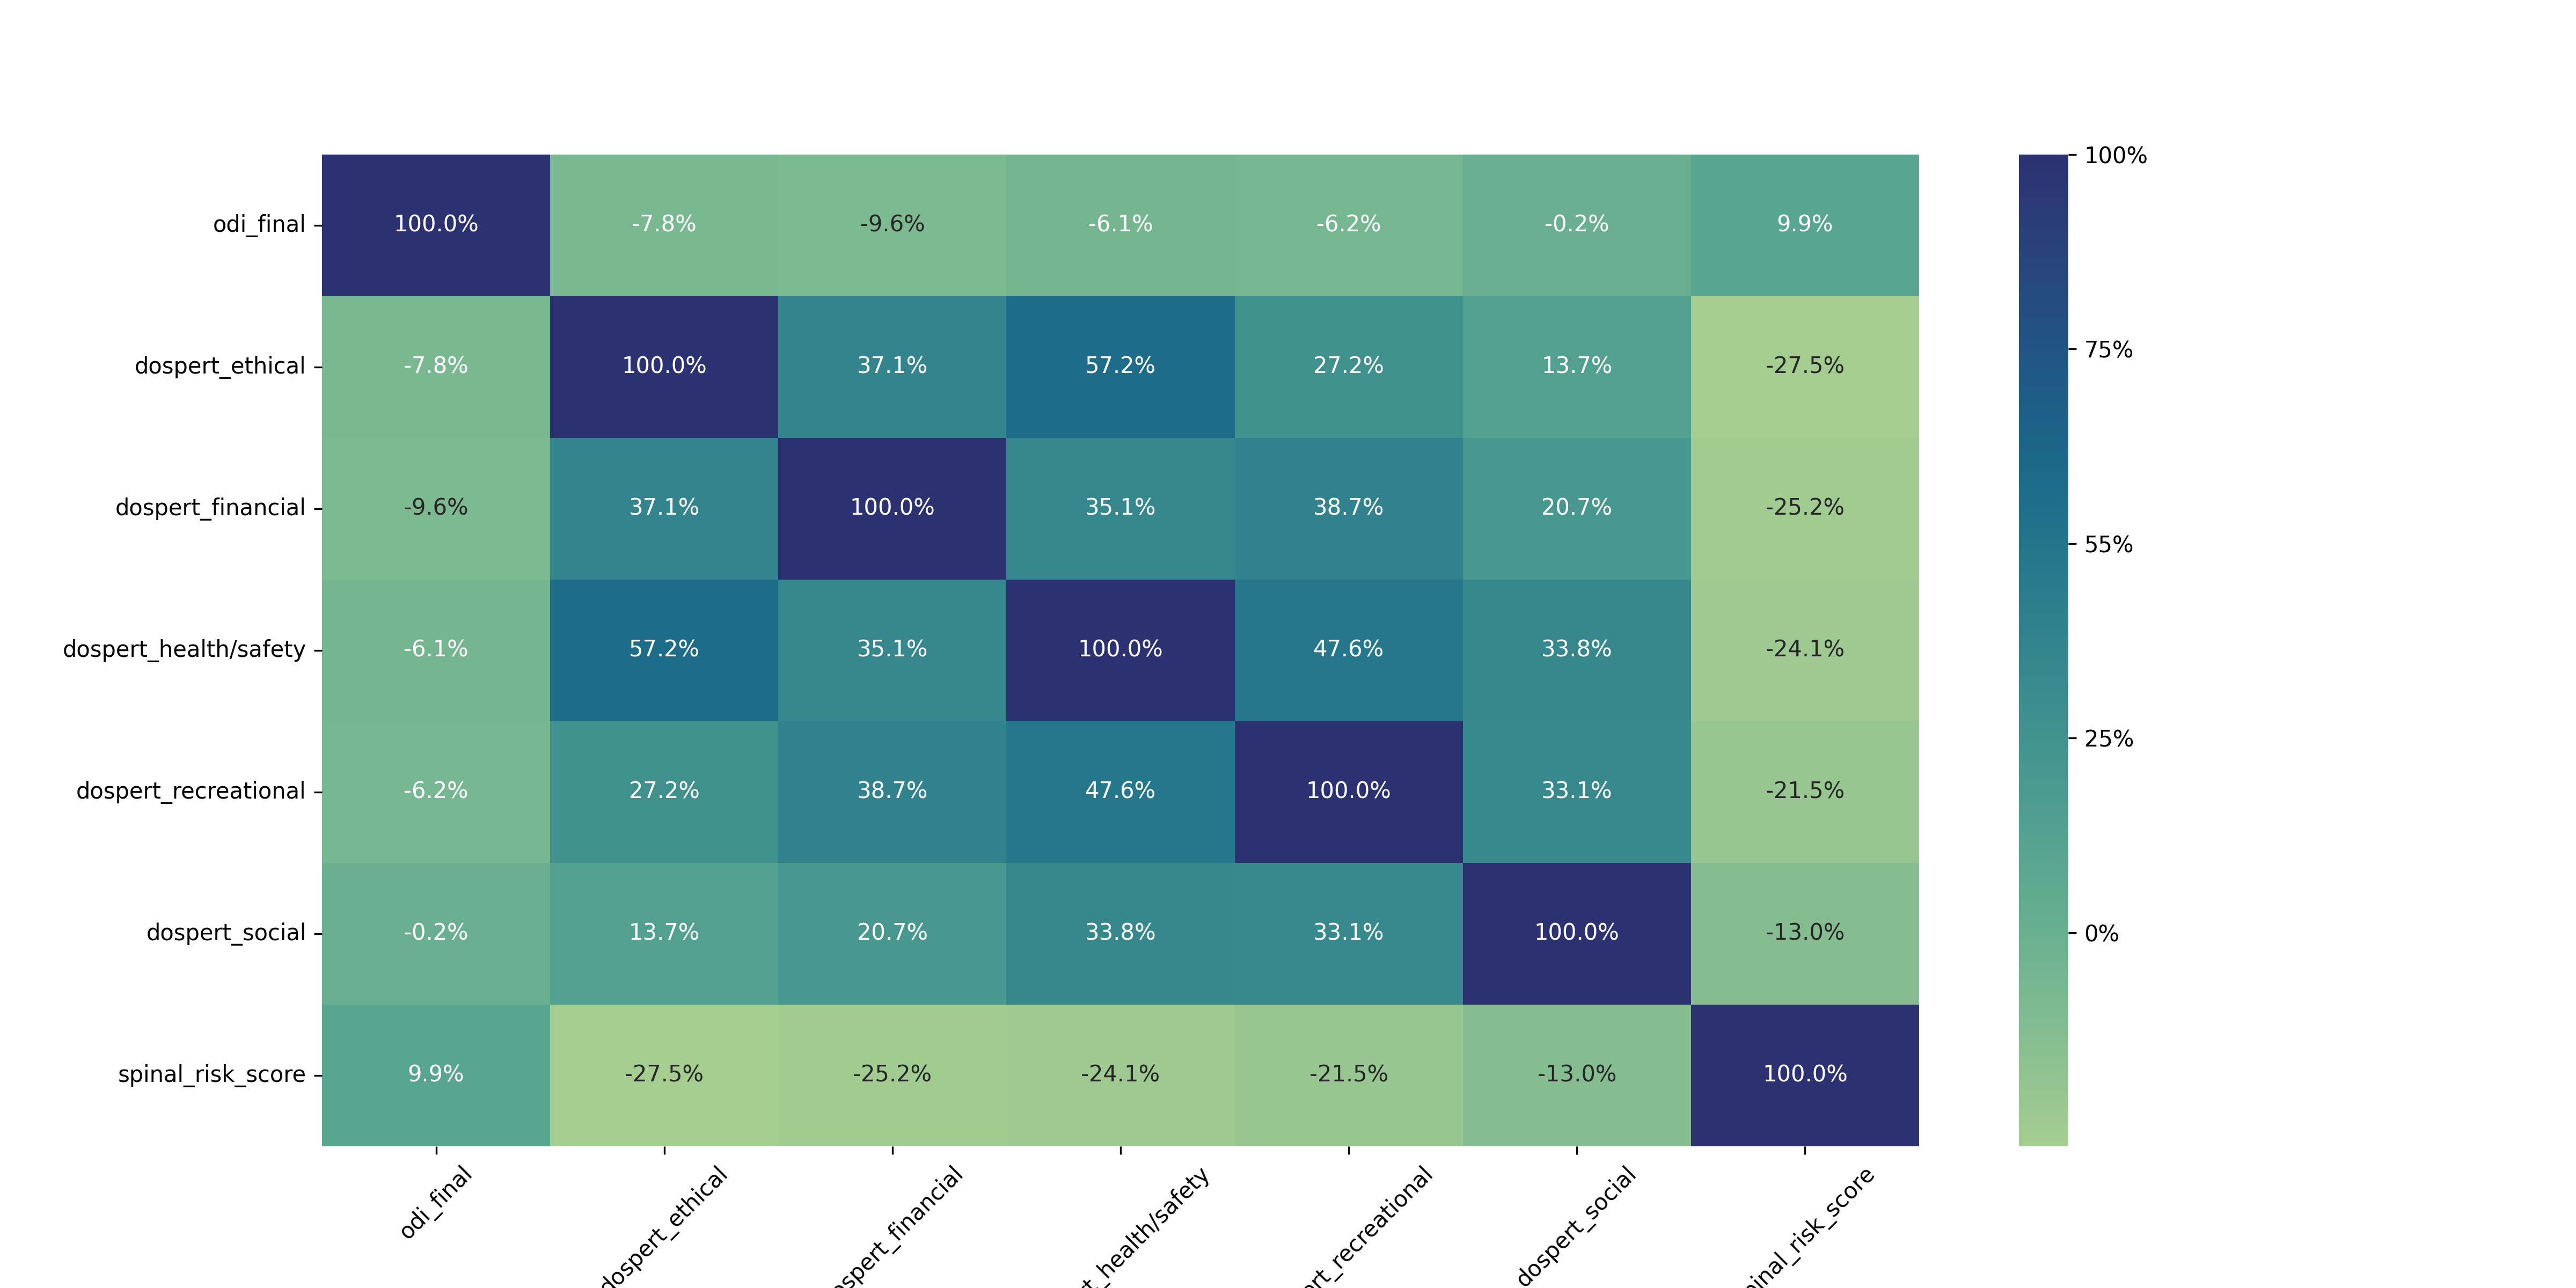 odi_final 100.0% -7.8% -9.6% -6.1% -6.2% -0.2% 9.9%
dospert_ethical -7.8% 100.0% 37.1% 57.2% 27.2% 13.7% -27.5%
dospert_financial -9.6% 37.1% 100.0% 35.1% 38.7% 20.7% -25.2%
dospert_health/safety -6.1% 57.2% 35.1% 100.0% 47.6% 33.8% -24.1%
dospert_recreational -6.2% 27.2% 38.7% 47.6% 100.0% 33.1% -21.5%
dospert_social -0.2% 13.7% 20.7% 33.8% 33.1% 100.0% -13.0%
spinal_risk_score 9.9% -27.5% -25.2% -24.1% -21.5% -13.0% 100.0%
odi_final
dospert_ethical
ospert_financial
t_health/safety
ert_recreational
dospert_social
pinal_risk_score
100%
75%
55%
25%
0%